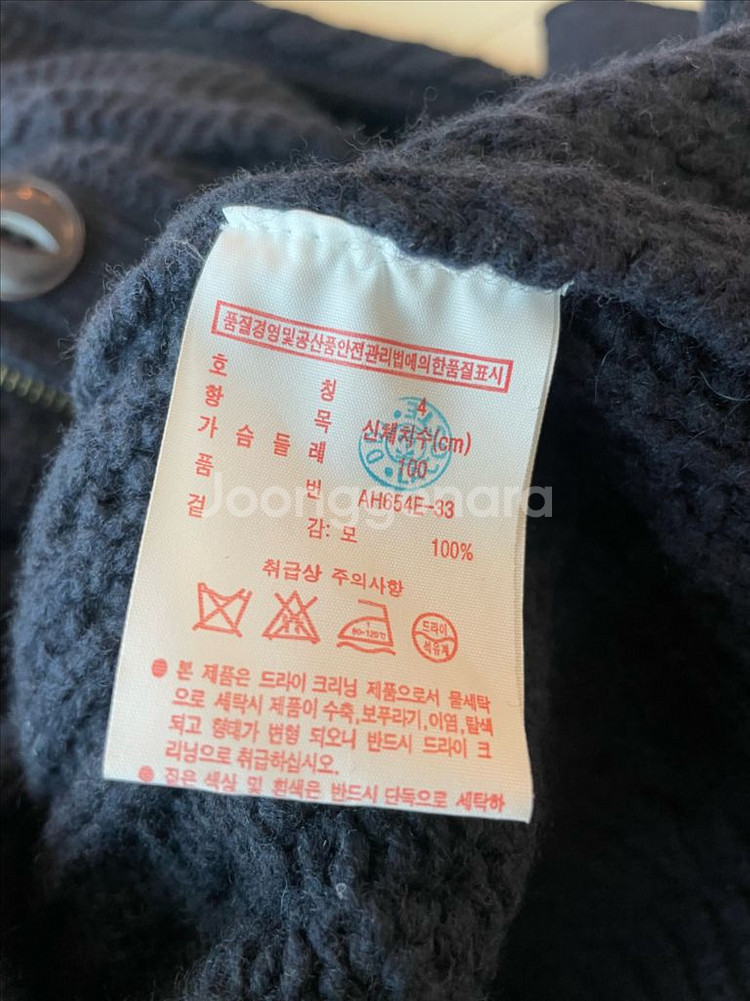 품질경영및공산품안전관리법에의한품질표시
호 칭 4
항 목 신체치수(cm)
가 슴 둘 레 100
품 번 AH654E-33
겉 감: 모 100%
취급상 주의사항
80~120℃
드라이
석유계
● 본 제품은 드라이 크리닝 제품으로서 물세탁
으로 세탁시 제품이 수축,보푸라기,이염,탈색
되고 형태가 변형 되오니 반드시 드라이 크
리닝으로 취급하십시오.
● 짙은 색상 및 흰색은 반드시 단독으로 세탁하
Joonggonara